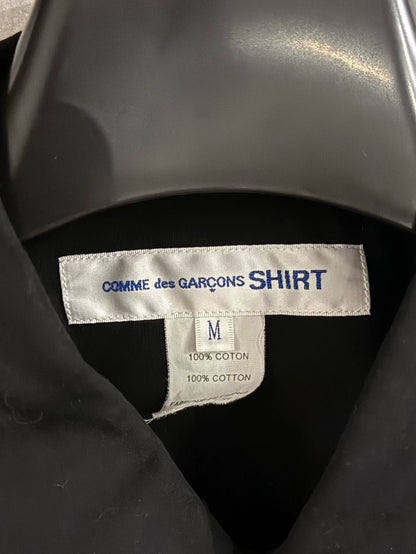 COMME des GARÇONS SHIRT
M
100% COTON
100% COTTON